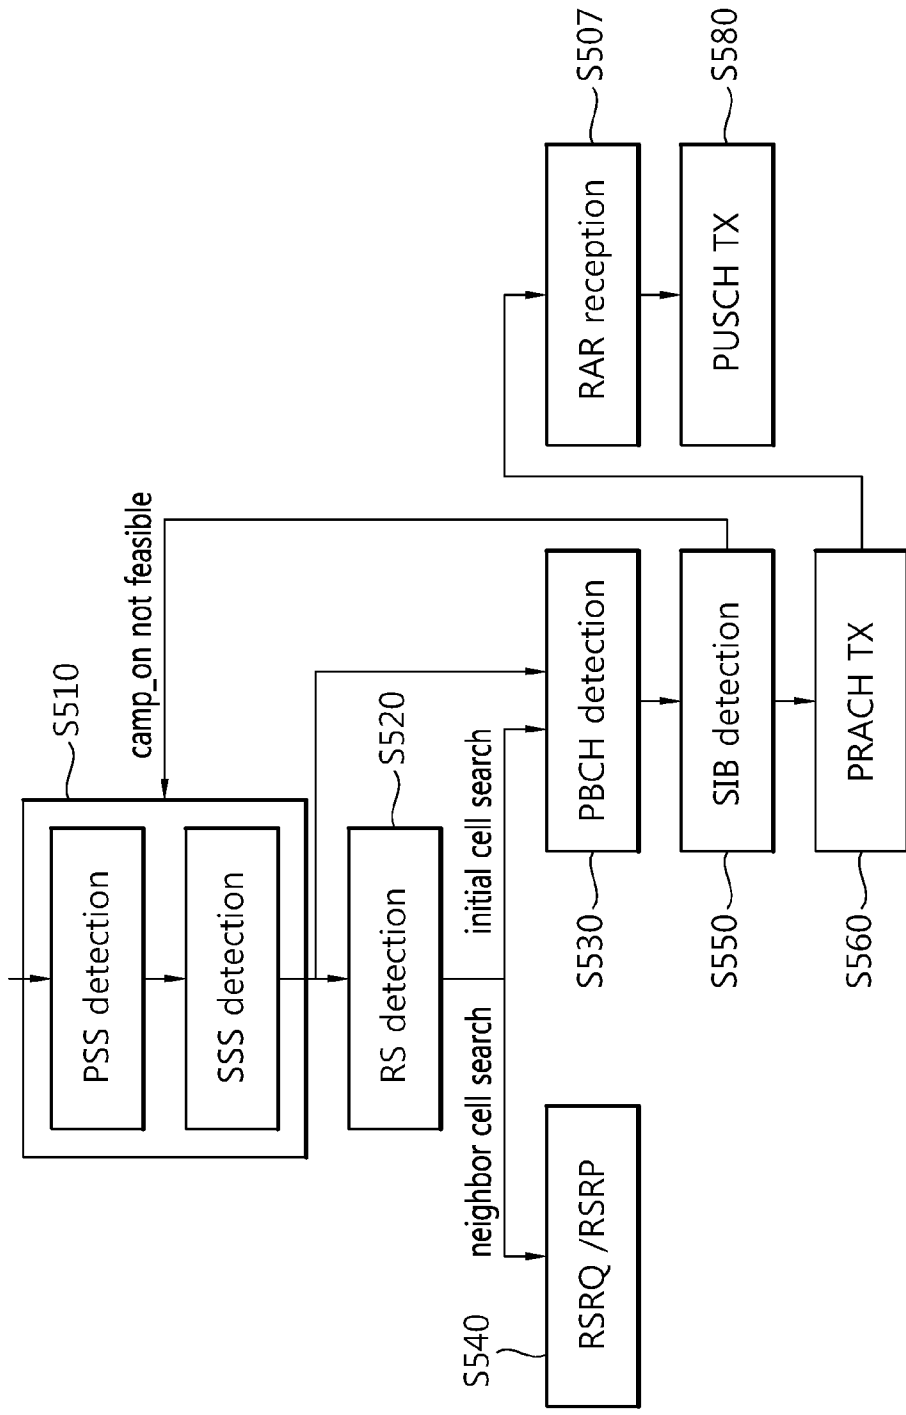 PSS detection
S510
SSS detection
camp_on not feasible
RS detection
S520
neighbor cell search
initial cell search
S540
RSRQ /RSRP
S530
PBCH detection
RAR reception
S507
S550
SIB detection
PUSCH TX
S580
S560
PRACH TX